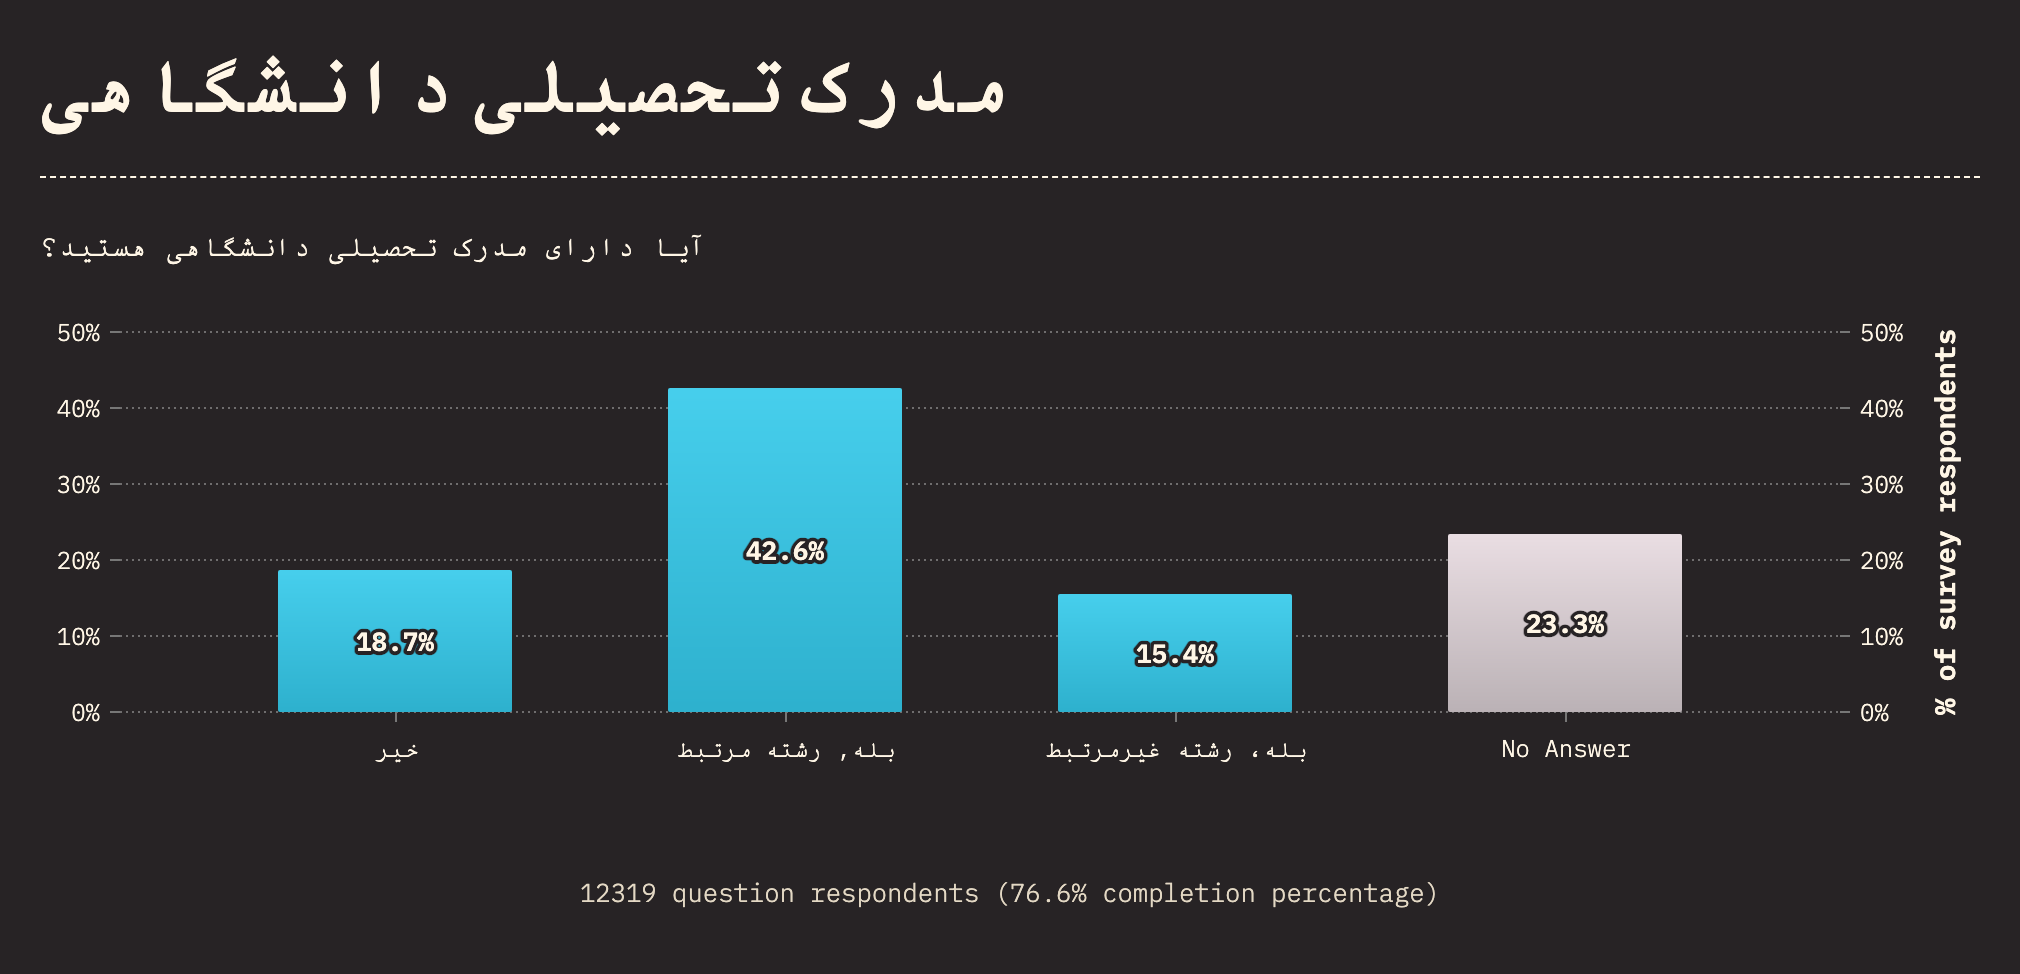 مدرک تحصیلی دانشگاهی
آیا دارای مدرک تحصیلی دانشگاهی هستید؟
50%
40%
30%
20%
10%
0%
50%
40%
30%
20%
10%
0%
% of survey respondents
18.7%
42.6%
15.4%
23.3%
خیر
بله, رشته مرتبط
بله، رشته غیرمرتبط
No Answer
12319 question respondents (76.6% completion percentage)